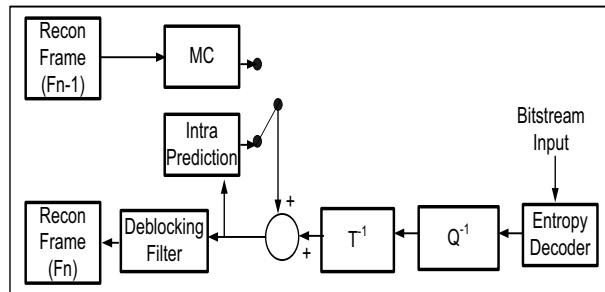 Recon
Frame
(Fn-1)
MC
Intra
Prediction
Bitstream
Input
+
+
Recon
Frame
(Fn)
Deblocking
Filter
T⁻¹
Q⁻¹
Entropy
Decoder